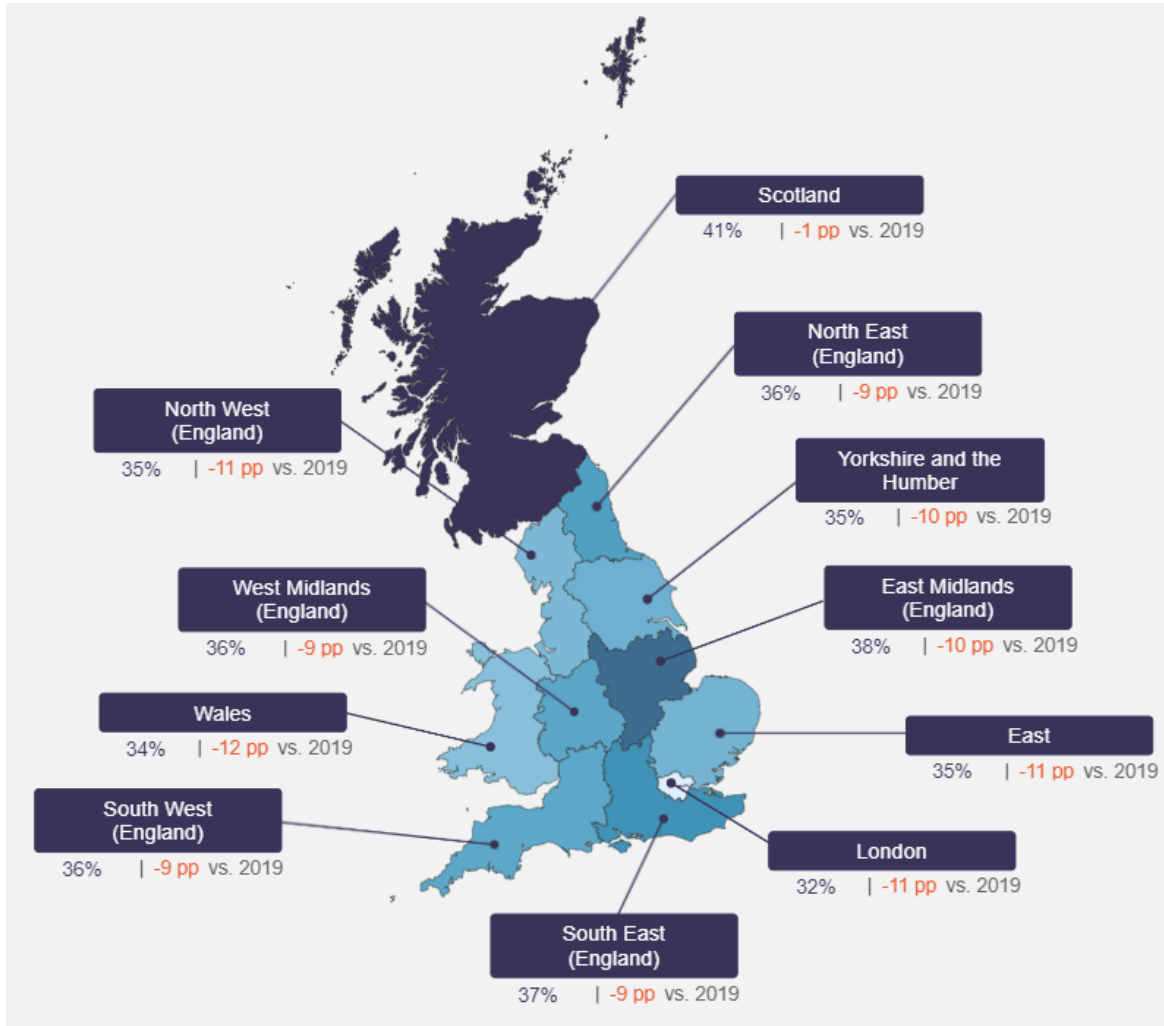 Scotland
41% | -1 pp vs. 2019
North East
(England)
36% | -9 pp vs. 2019
North West
(England)
35% | -11 pp vs. 2019
Yorkshire and the
Humber
35% | -10 pp vs. 2019
West Midlands
(England)
36% | -9 pp vs. 2019
East Midlands
(England)
38% | -10 pp vs. 2019
Wales
34% | -12 pp vs. 2019
East
35% | -11 pp vs. 2019
South West
(England)
36% | -9 pp vs. 2019
London
32% | -11 pp vs. 2019
South East
(England)
37% | -9 pp vs. 2019